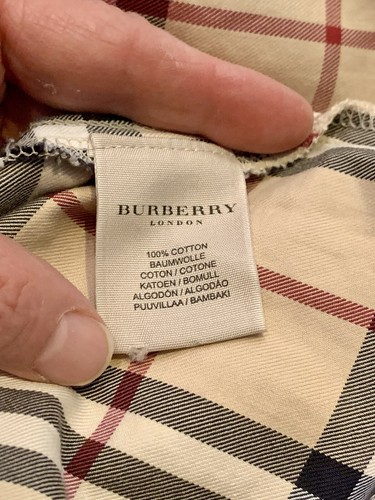 BURBERRY
LONDON
100% COTTON
BAUMWOLLE
COTON / COTONE
KATOEN / BOMULL
ALGODÓN / ALGODÃO
PUUVILLAA / BAMBAKI